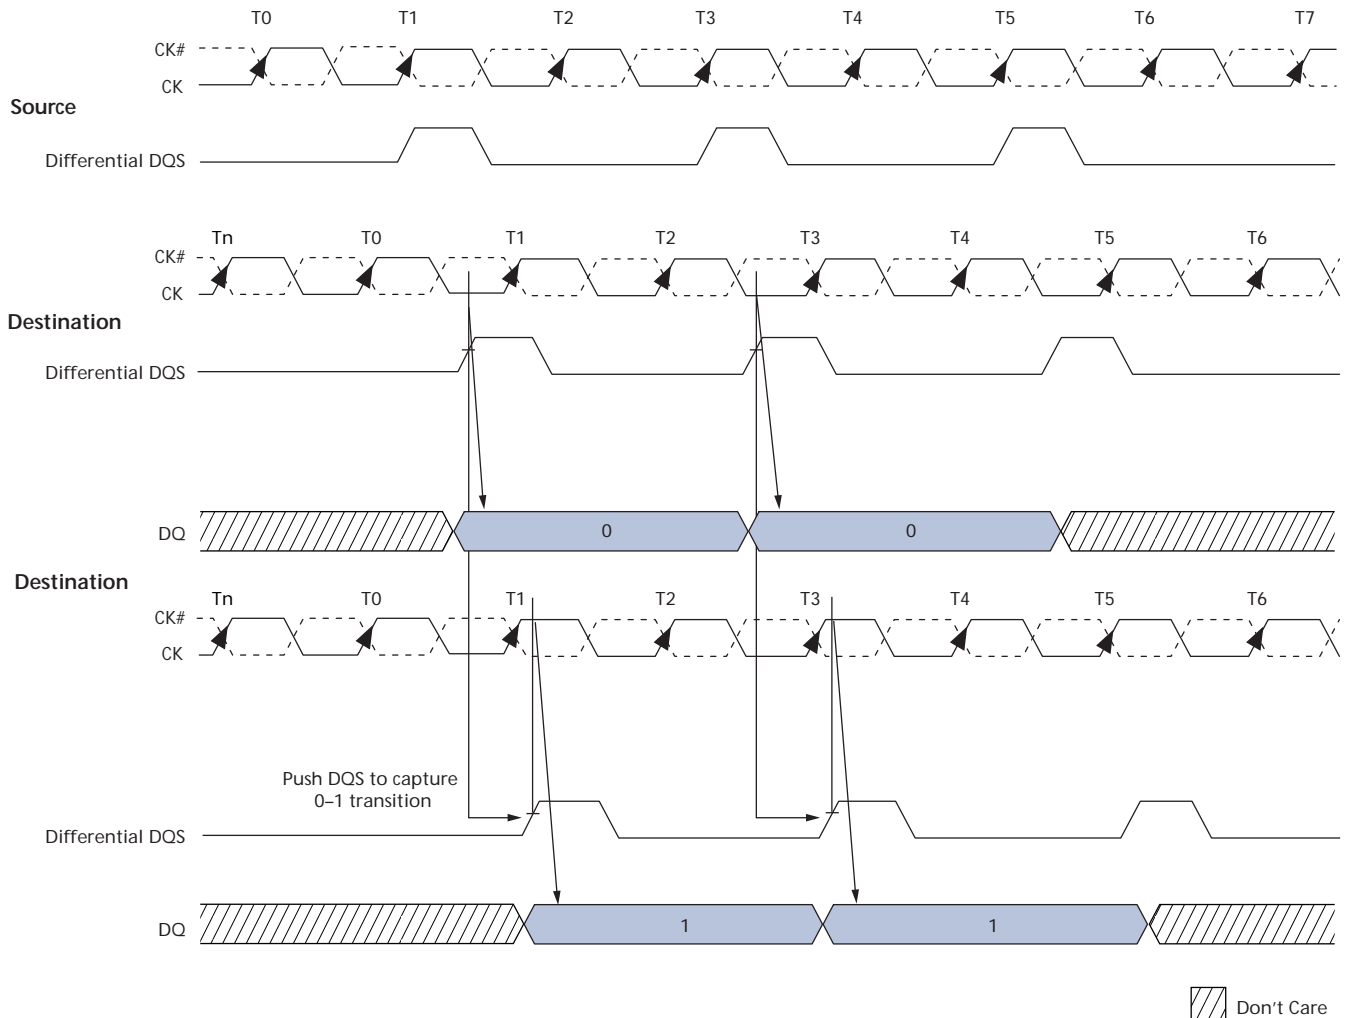 T0 T1 T2 T3 T4 T5 T6 T7
CK#
CK
Source
Differential DQS
Tn T0 T1 T2 T3 T4 T5 T6
CK#
CK
Destination
Differential DQS
DQ 0 0
Destination
Tn T0 T1 T2 T3 T4 T5 T6
CK#
CK
Push DQS to capture
0–1 transition
Differential DQS
DQ 1 1
Don't Care